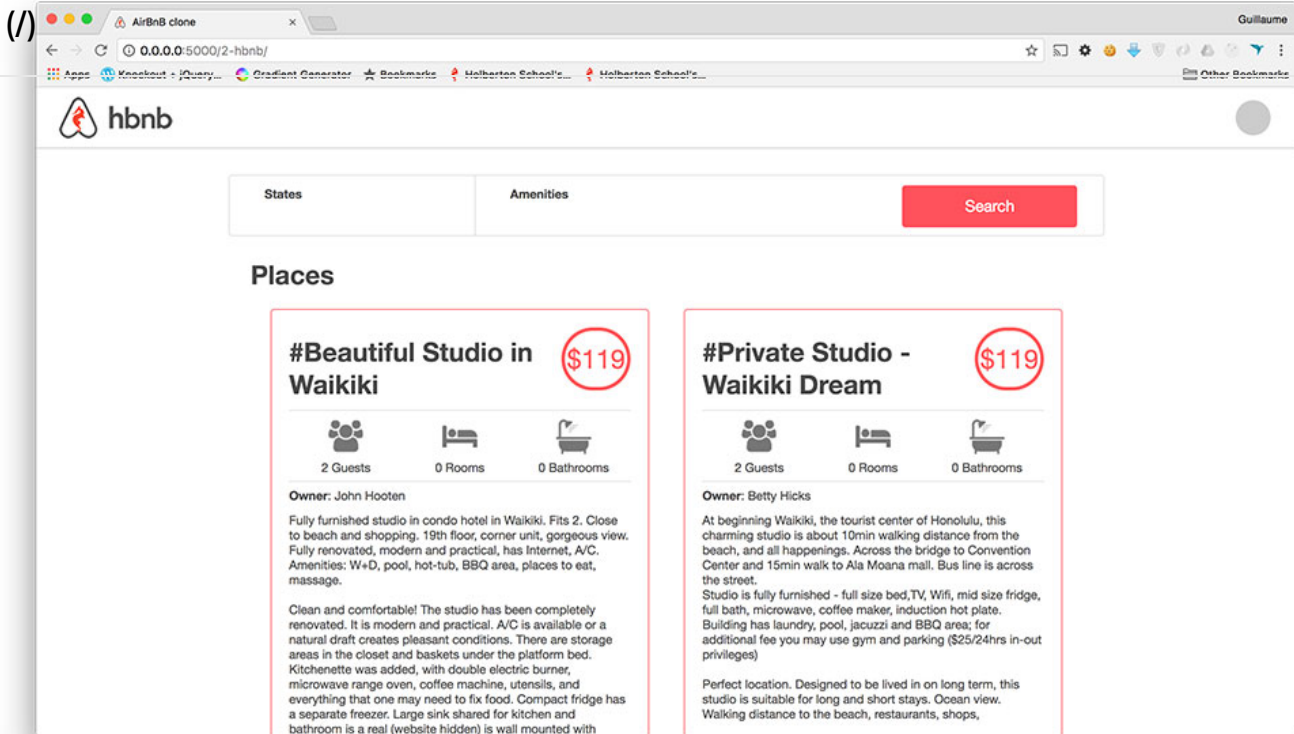 (/)
AirBnB clone
Guillaume
0.0.0.0:5000/2-hbnb/
Apps Knockout + jQuery... Gradient Generator Bookmarks Holberton School's... Holberton School's... Other Bookmarks
hbnb
States Amenities Search
Places
#Beautiful Studio in
Waikiki
$119
2 Guests 0 Rooms 0 Bathrooms
Owner: John Hooten
Fully furnished studio in condo hotel in Waikiki. Fits 2. Close
to beach and shopping. 19th floor, corner unit, gorgeous view.
Fully renovated, modern and practical, has Internet, A/C.
Amenities: W+D, pool, hot-tub, BBQ area, places to eat,
massage.
Clean and comfortable! The studio has been completely
renovated. It is modern and practical. A/C is available or a
natural draft creates pleasant conditions. There are storage
areas in the closet and baskets under the platform bed.
Kitchenette was added, with double electric burner,
microwave range oven, coffee machine, utensils, and
everything that one may need to fix food. Compact fridge has
a separate freezer. Large sink shared for kitchen and
bathroom is a real (website hidden) is wall mounted with
#Private Studio -
Waikiki Dream
$119
2 Guests 0 Rooms 0 Bathrooms
Owner: Betty Hicks
At beginning Waikiki, the tourist center of Honolulu, this
charming studio is about 10min walking distance from the
beach, and all happenings. Across the bridge to Convention
Center and 15min walk to Ala Moana mall. Bus line is across
the street.
Studio is fully furnished - full size bed,TV, Wifi, mid size fridge,
full bath, microwave, coffee maker, induction hot plate.
Building has laundry, pool, jacuzzi and BBQ area; for
additional fee you may use gym and parking ($25/24hrs in-out
privileges)
Perfect location. Designed to be lived in on long term, this
studio is suitable for long and short stays. Ocean view.
Walking distance to the beach, restaurants, shops,